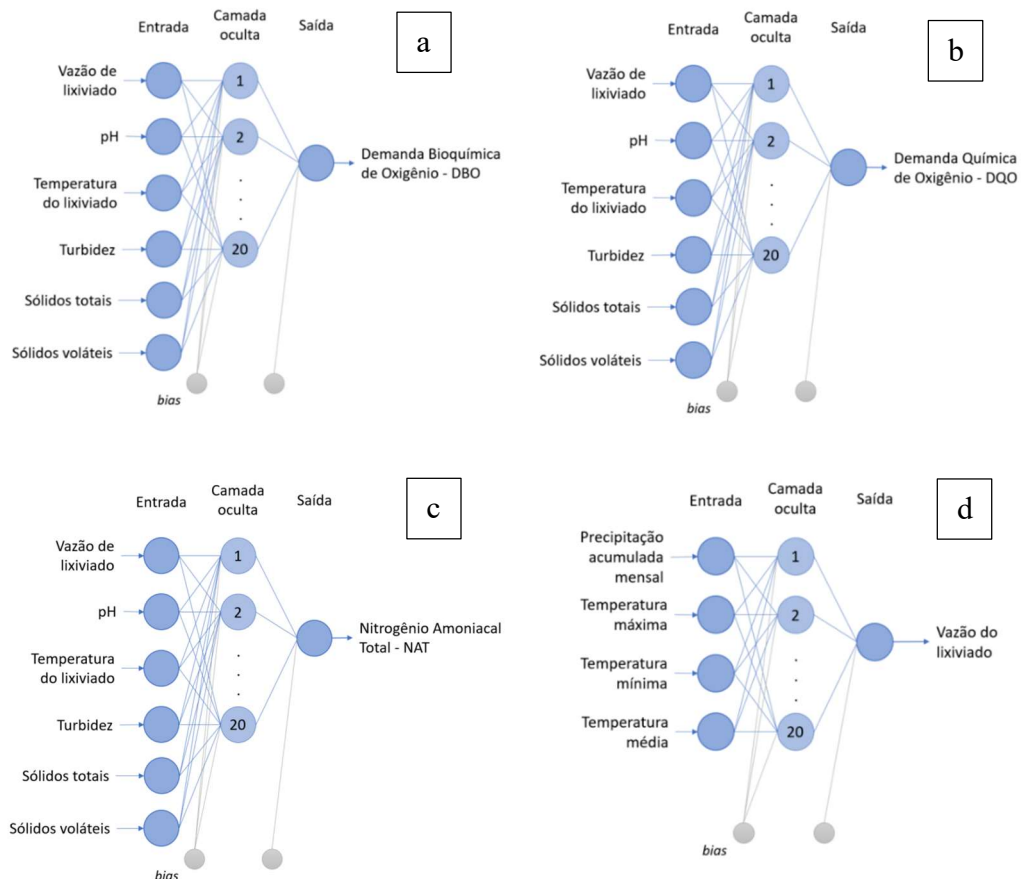 Entrada
Camada
oculta
Saída
a
Vazão de
lixiviado
pH
Temperatura
do lixiviado
Turbidez
Sólidos totais
Sólidos voláteis
1
2
20
bias
Demanda Bioquímica
de Oxigênio - DBO
Entrada
Camada
oculta
Saída
b
Vazão de
lixiviado
pH
Temperatura
do lixiviado
Turbidez
Sólidos totais
Sólidos voláteis
1
2
20
bias
Demanda Química
de Oxigênio - DQO
Entrada
Camada
oculta
Saída
c
Vazão de
lixiviado
pH
Temperatura
do lixiviado
Turbidez
Sólidos totais
Sólidos voláteis
1
2
20
bias
Nitrogênio Amoniacal
Total - NAT
Entrada
Camada
oculta
Saída
d
Precipitação
acumulada
mensal
Temperatura
máxima
Temperatura
mínima
Temperatura
média
1
2
20
bias
Vazão do
lixiviado